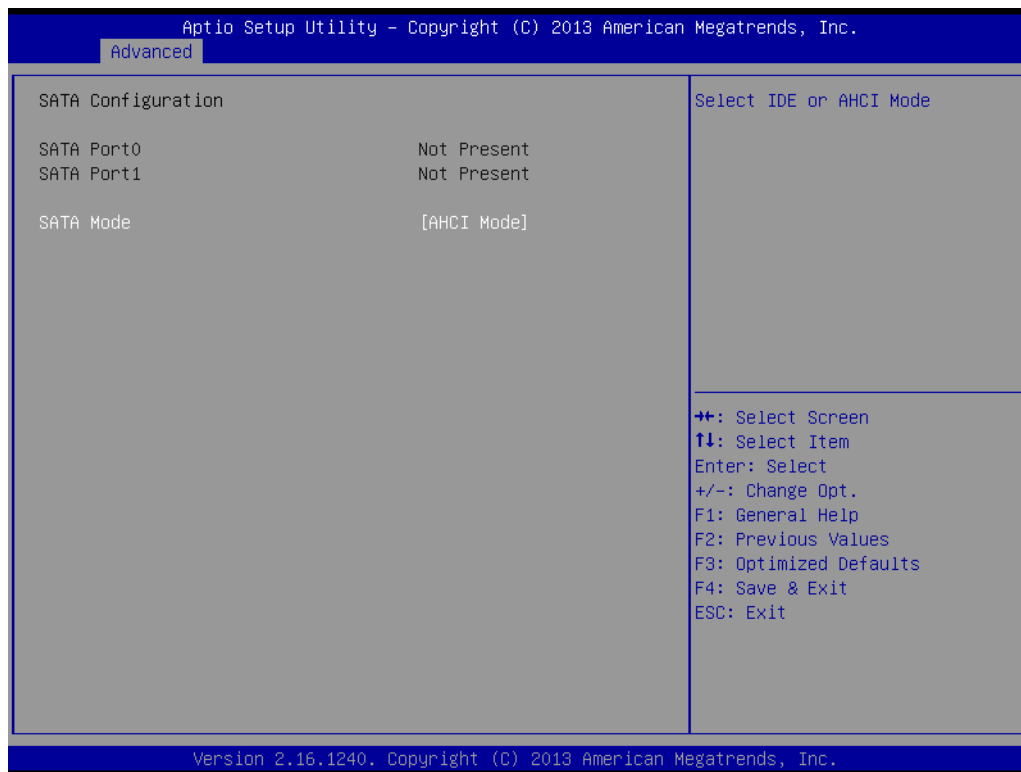 Aptio Setup Utility – Copyright (C) 2013 American Megatrends, Inc.
Advanced
SATA Configuration
SATA Port0 Not Present
SATA Port1 Not Present
SATA Mode [AHCI Mode]
Select IDE or AHCI Mode
→←: Select Screen
↑↓: Select Item
Enter: Select
+/-: Change Opt.
F1: General Help
F2: Previous Values
F3: Optimized Defaults
F4: Save & Exit
ESC: Exit
Version 2.16.1240. Copyright (C) 2013 American Megatrends, Inc.